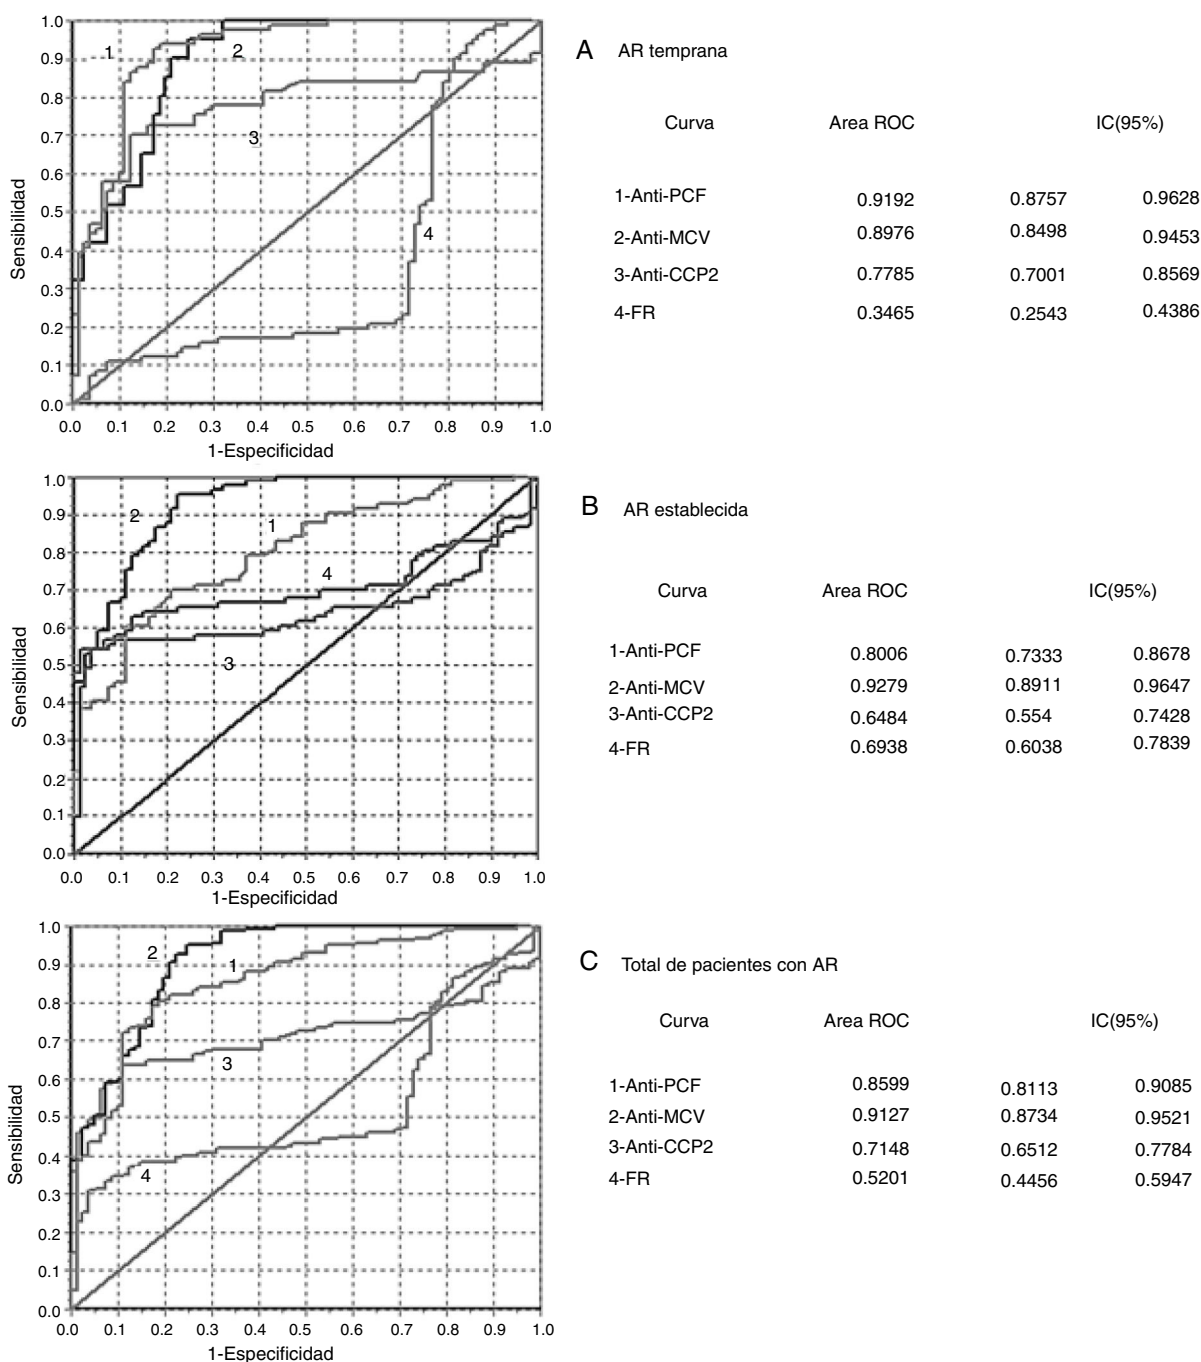 A AR temprana
Curva Area ROC IC(95%)
1-Anti-PCF 0.9192 0.8757 0.9628
2-Anti-MCV 0.8976 0.8498 0.9453
3-Anti-CCP2 0.7785 0.7001 0.8569
4-FR 0.3465 0.2543 0.4386
Sensibilidad
1.0
0.9
0.8
0.7
0.6
0.5
0.4
0.3
0.2
0.1
0.0
1
2
3
4
0.0 0.1 0.2 0.3 0.4 0.5 0.6 0.7 0.8 0.9 1.0
1-Especificidad
B AR establecida
Curva Area ROC IC(95%)
1-Anti-PCF 0.8006 0.7333 0.8678
2-Anti-MCV 0.9279 0.8911 0.9647
3-Anti-CCP2 0.6484 0.554 0.7428
4-FR 0.6938 0.6038 0.7839
Sensibilidad
1.0
0.9
0.8
0.7
0.6
0.5
0.4
0.3
0.2
0.1
0.0
2
1
4
3
0.0 0.1 0.2 0.3 0.4 0.5 0.6 0.7 0.8 0.9 1.0
1-Especificidad
C Total de pacientes con AR
Curva Area ROC IC(95%)
1-Anti-PCF 0.8599 0.8113 0.9085
2-Anti-MCV 0.9127 0.8734 0.9521
3-Anti-CCP2 0.7148 0.6512 0.7784
4-FR 0.5201 0.4456 0.5947
Sensibilidad
1.0
0.9
0.8
0.7
0.6
0.5
0.4
0.3
0.2
0.1
0.0
2
1
3
4
0.0 0.1 0.2 0.3 0.4 0.5 0.6 0.7 0.8 0.9 1.0
1-Especificidad